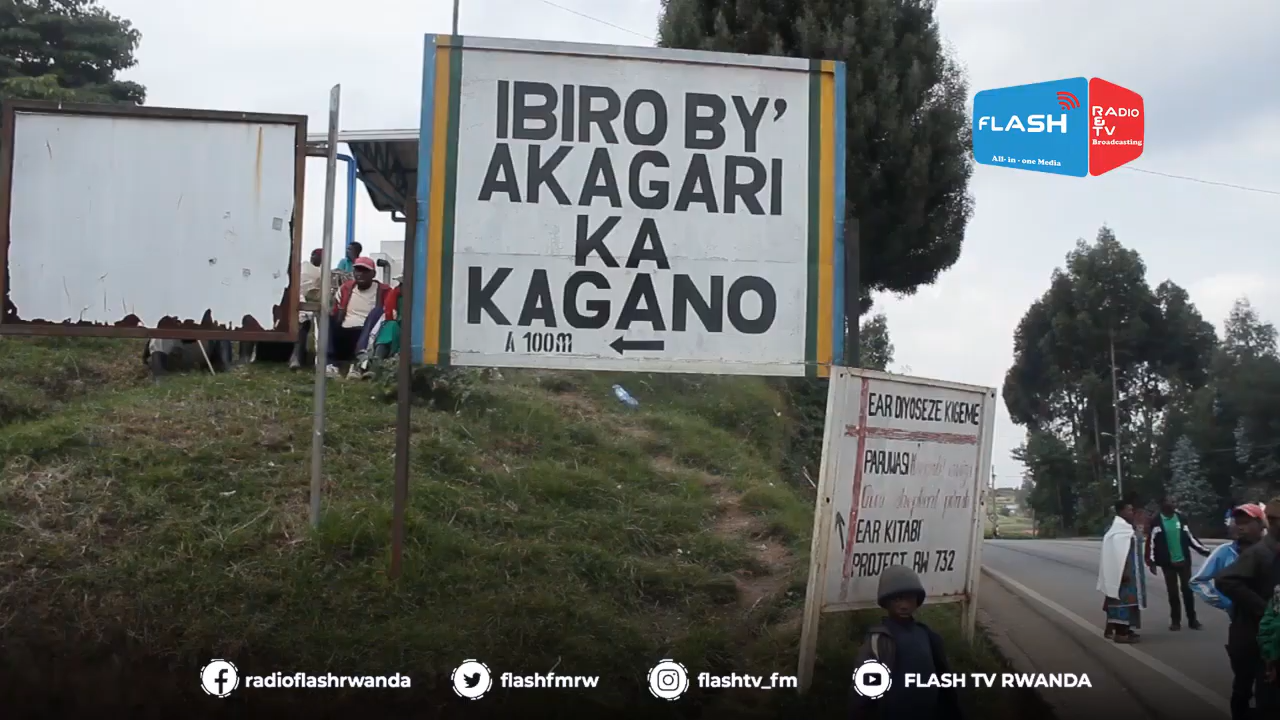 IBIRO BY'
AKAGARI
KA
KAGANO
A 100m
EAR DIYOSEZE KIGEME
PARUWASI
EAR KITABI
PROJECT RW 732
FLASH
RADIO
&
TV
Broadcasting
All- in - one Media
radioflashrwanda
flashfmrw
flashtv_fm
FLASH TV RWANDA